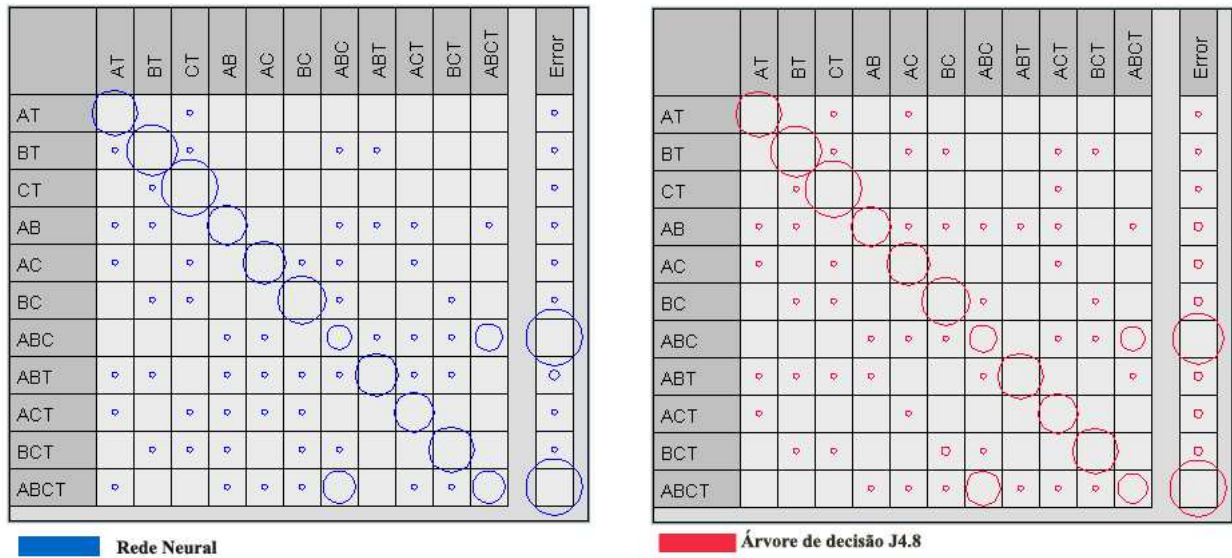 AT BT CT AB AC BC ABC ABT ACT BCT ABCT Error
AT
BT
CT
AB
AC
BC
ABC
ABT
ACT
BCT
ABCT
Rede Neural
AT BT CT AB AC BC ABC ABT ACT BCT ABCT Error
AT
BT
CT
AB
AC
BC
ABC
ABT
ACT
BCT
ABCT
Árvore de decisão J4.8